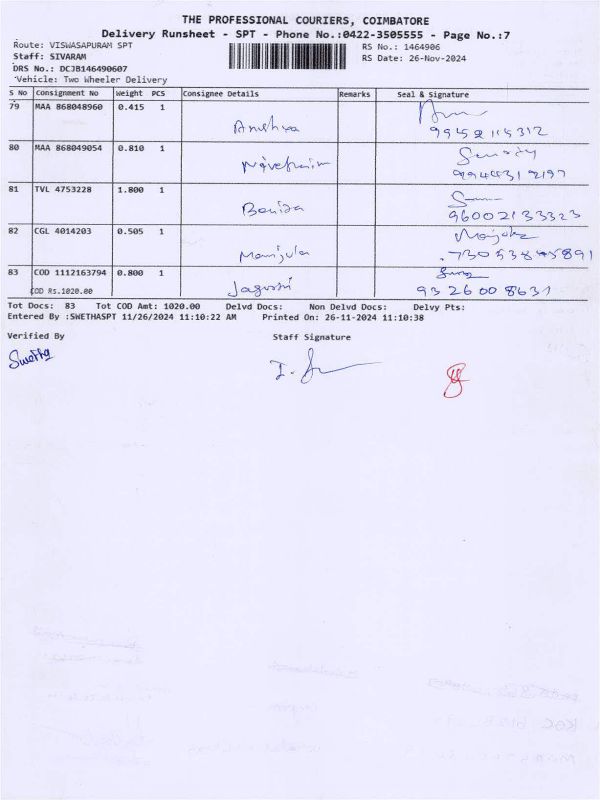 THE PROFESSIONAL COURIERS, COIMBATORE
Delivery Runsheet - SPT - Phone No.:0422-3505555 - Page No.:7
Route: VISWASAPURAM SPT RS No.: 1464906
Staff: SIVARAM RS Date: 26-Nov-2024
DRS No.: DCJB146490607
Vehicle: Two Wheeler Delivery
S No Consignment No Weight PCS Consignee Details Remarks Seal & Signature
79 MAA 868048960 0.415 1
Anushya 9952115312
80 MAA 868049054 0.810 1
81 TVL 4753228 1.800 1
96002133323
82 CGL 4014203 0.505 1
Manjula
83 COD 1112163794 0.800 1
COD Rs.1020.00 9326008631
Tot Docs: 83 Tot COD Amt: 1020.00 Delvd Docs: Non Delvd Docs: Delvy Pts:
Entered By :SWETHASPT 11/26/2024 11:10:22 AM Printed On: 26-11-2024 11:10:38
Verified By Staff Signature
Swetha